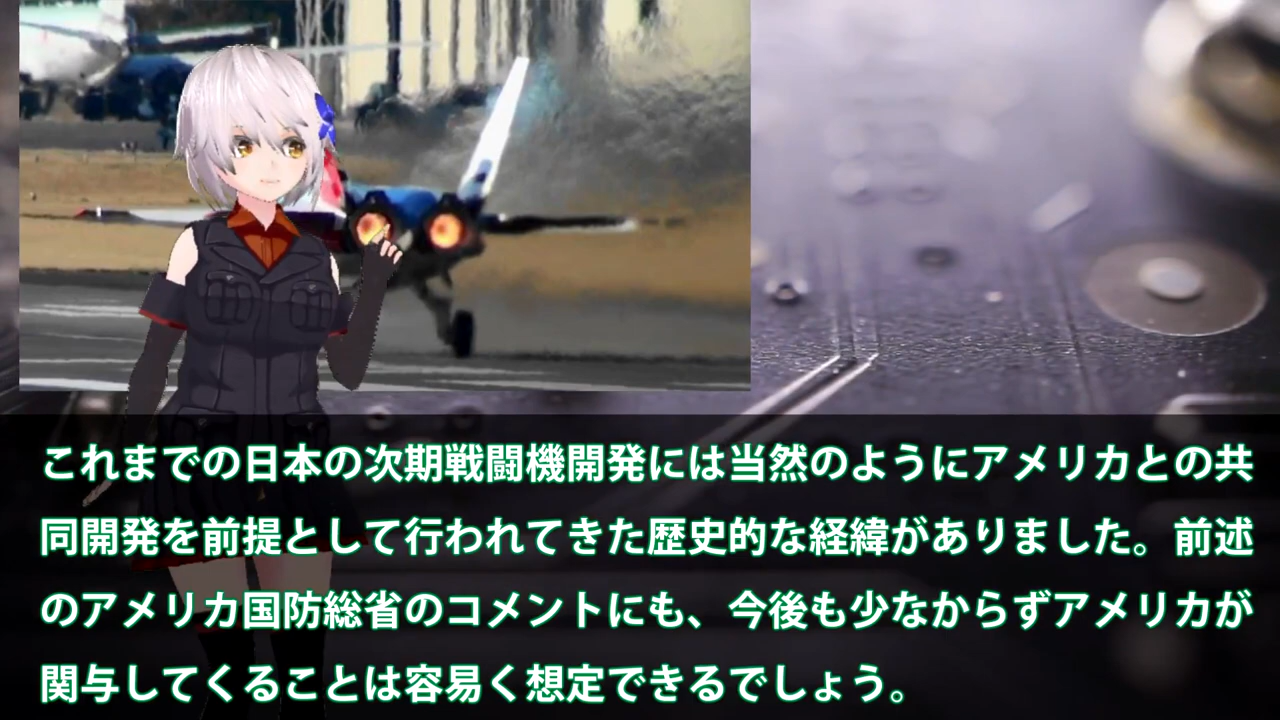 これまでの日本の次期戦闘機開発には当然のようにアメリカとの共
同開発を前提として行われてきた歴史的な経緯がありました。前述
のアメリカ国防総省のコメントにも、今後も少なからずアメリカが
関与してくることは容易く想定できるでしょう。